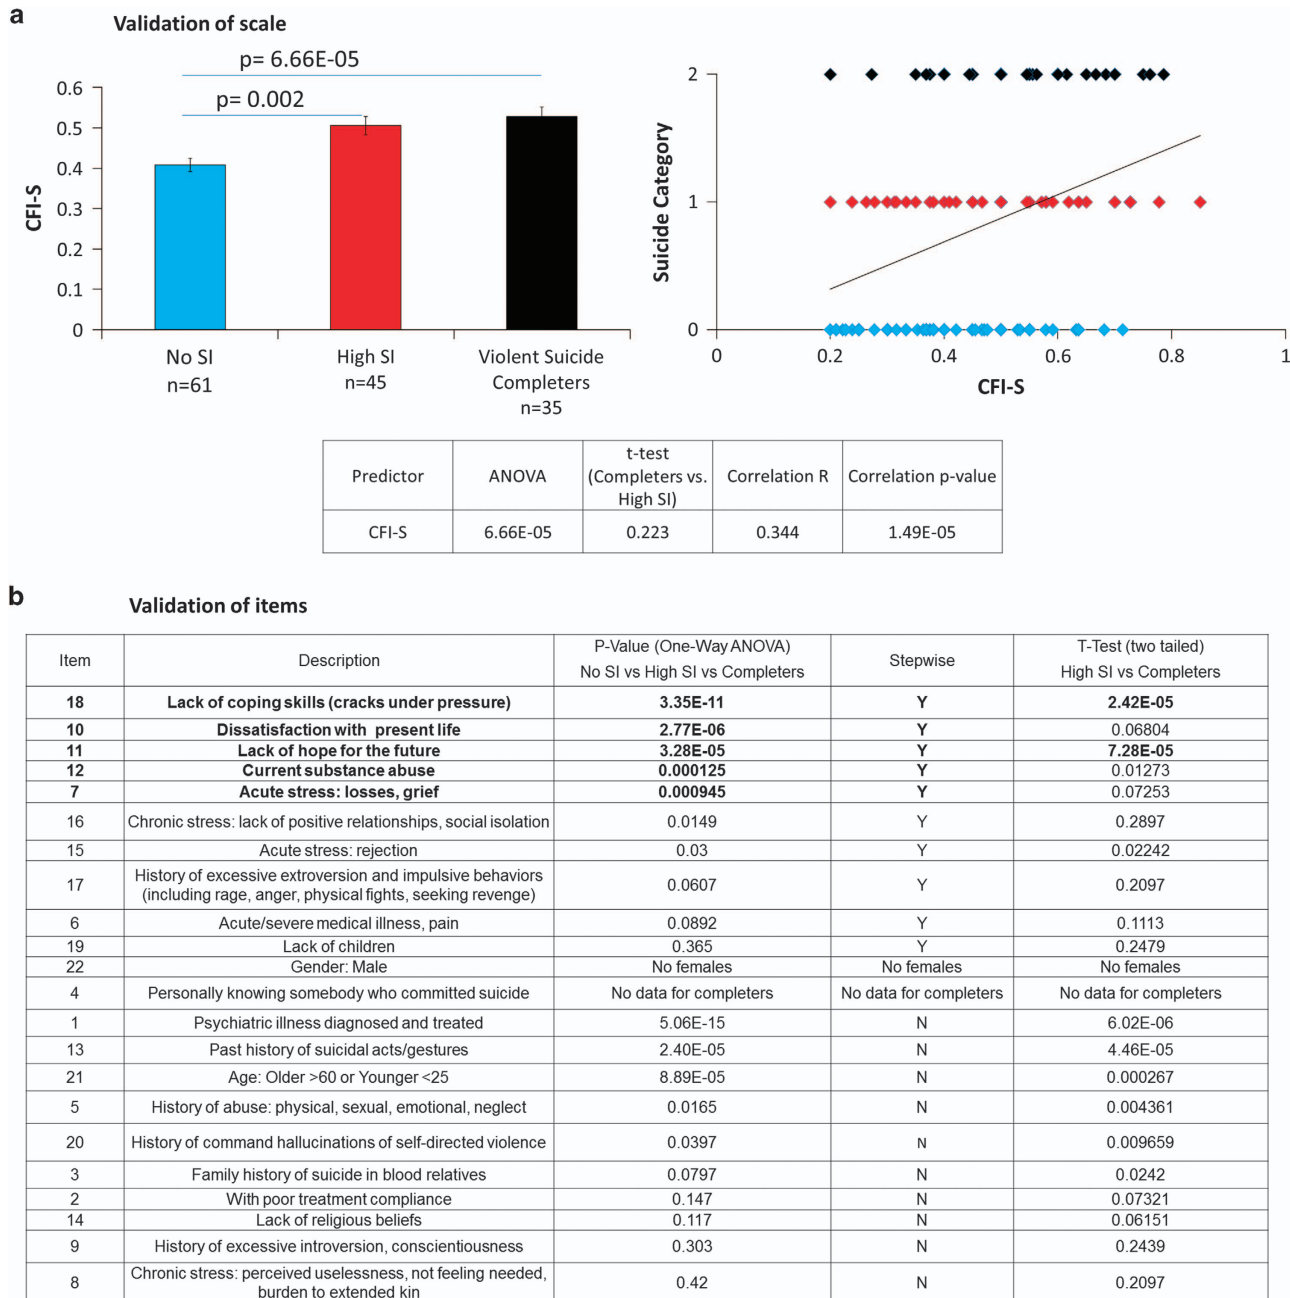 a
Validation of scale
p= 6.66E-05
p= 0.002
CFI-S
0.6
0.5
0.4
0.3
0.2
0.1
0
No SI
n=61
High SI
n=45
Violent Suicide
Completers
n=35
Suicide Category
2
1
0
0
0.2
0.4
0.6
0.8
1
CFI-S
Predictor ANOVA t-test (Completers vs. High SI) Correlation R Correlation p-value
CFI-S 6.66E-05 0.223 0.344 1.49E-05
b
Validation of items
Item Description P-Value (One-Way ANOVA) No SI vs High SI vs Completers Stepwise T-Test (two tailed) High SI vs Completers
18 Lack of coping skills (cracks under pressure) 3.35E-11 Y 2.42E-05
10 Dissatisfaction with present life 2.77E-06 Y 0.06804
11 Lack of hope for the future 3.28E-05 Y 7.28E-05
12 Current substance abuse 0.000125 Y 0.01273
7 Acute stress: losses, grief 0.000945 Y 0.07253
16 Chronic stress: lack of positive relationships, social isolation 0.0149 Y 0.2897
15 Acute stress: rejection 0.03 Y 0.02242
17 History of excessive extroversion and impulsive behaviors (including rage, anger, physical fights, seeking revenge) 0.0607 Y 0.2097
6 Acute/severe medical illness, pain 0.0892 Y 0.1113
19 Lack of children 0.365 Y 0.2479
22 Gender: Male No females No females No females
4 Personally knowing somebody who committed suicide No data for completers No data for completers No data for completers
1 Psychiatric illness diagnosed and treated 5.06E-15 N 6.02E-06
13 Past history of suicidal acts/gestures 2.40E-05 N 4.46E-05
21 Age: Older >60 or Younger <25 8.89E-05 N 0.000267
5 History of abuse: physical, sexual, emotional, neglect 0.0165 N 0.004361
20 History of command hallucinations of self-directed violence 0.0397 N 0.009659
3 Family history of suicide in blood relatives 0.0797 N 0.0242
2 With poor treatment compliance 0.147 N 0.07321
14 Lack of religious beliefs 0.117 N 0.06151
9 History of excessive introversion, conscientiousness 0.303 N 0.2439
8 Chronic stress: perceived uselessness, not feeling needed, burden to extended kin 0.42 N 0.2097